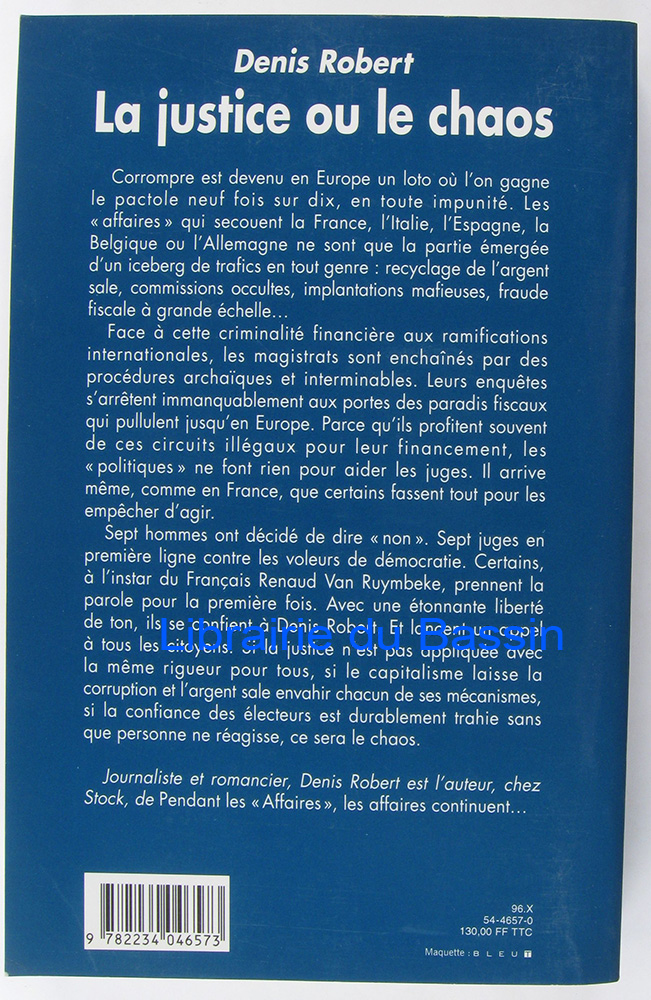 Denis Robert
La justice ou le chaos
Corrompre est devenu en Europe un loto où l'on gagne
le pactole neuf fois sur dix, en toute impunité. Les
« affaires » qui secouent la France, l'Italie, l'Espagne, la
Belgique ou l'Allemagne ne sont que la partie émergée
d'un iceberg de trafics en tout genre : recyclage de l'argent
sale, commissions occultes, implantations mafieuses, fraude
fiscale à grande échelle...
Face à cette criminalité financière aux ramifications
internationales, les magistrats sont enchaînés par des
procédures archaïques et interminables. Leurs enquêtes
s'arrêtent immanquablement aux portes des paradis fiscaux
qui pullulent jusqu'en Europe. Parce qu'ils profitent souvent
de ces circuits illégaux pour leur financement, les
« politiques » ne font rien pour aider les juges. Il arrive
même, comme en France, que certains fassent tout pour les
empêcher d'agir.
Sept hommes ont décidé de dire « non ». Sept juges en
première ligne contre les voleurs de démocratie. Certains,
à l'instar du Français Renaud Van Ruymbeke, prennent la
parole pour la première fois. Avec une étonnante liberté
de ton, ils se confient à Denis Robert. Et lancent un appel
Librairie du Bassin
à tous les citoyens. Si la justice n'est pas appliquée avec
la même rigueur pour tous, si le capitalisme laisse la
corruption et l'argent sale envahir chacun de ses mécanismes,
si la confiance des électeurs est durablement trahie sans
que personne ne réagisse, ce sera le chaos.
Journaliste et romancier, Denis Robert est l'auteur, chez
Stock, de Pendant les « Affaires », les affaires continuent...
96.X
54-4657-0
130,00 FF TTC
9 782234 046573
Maquette : BLEU T